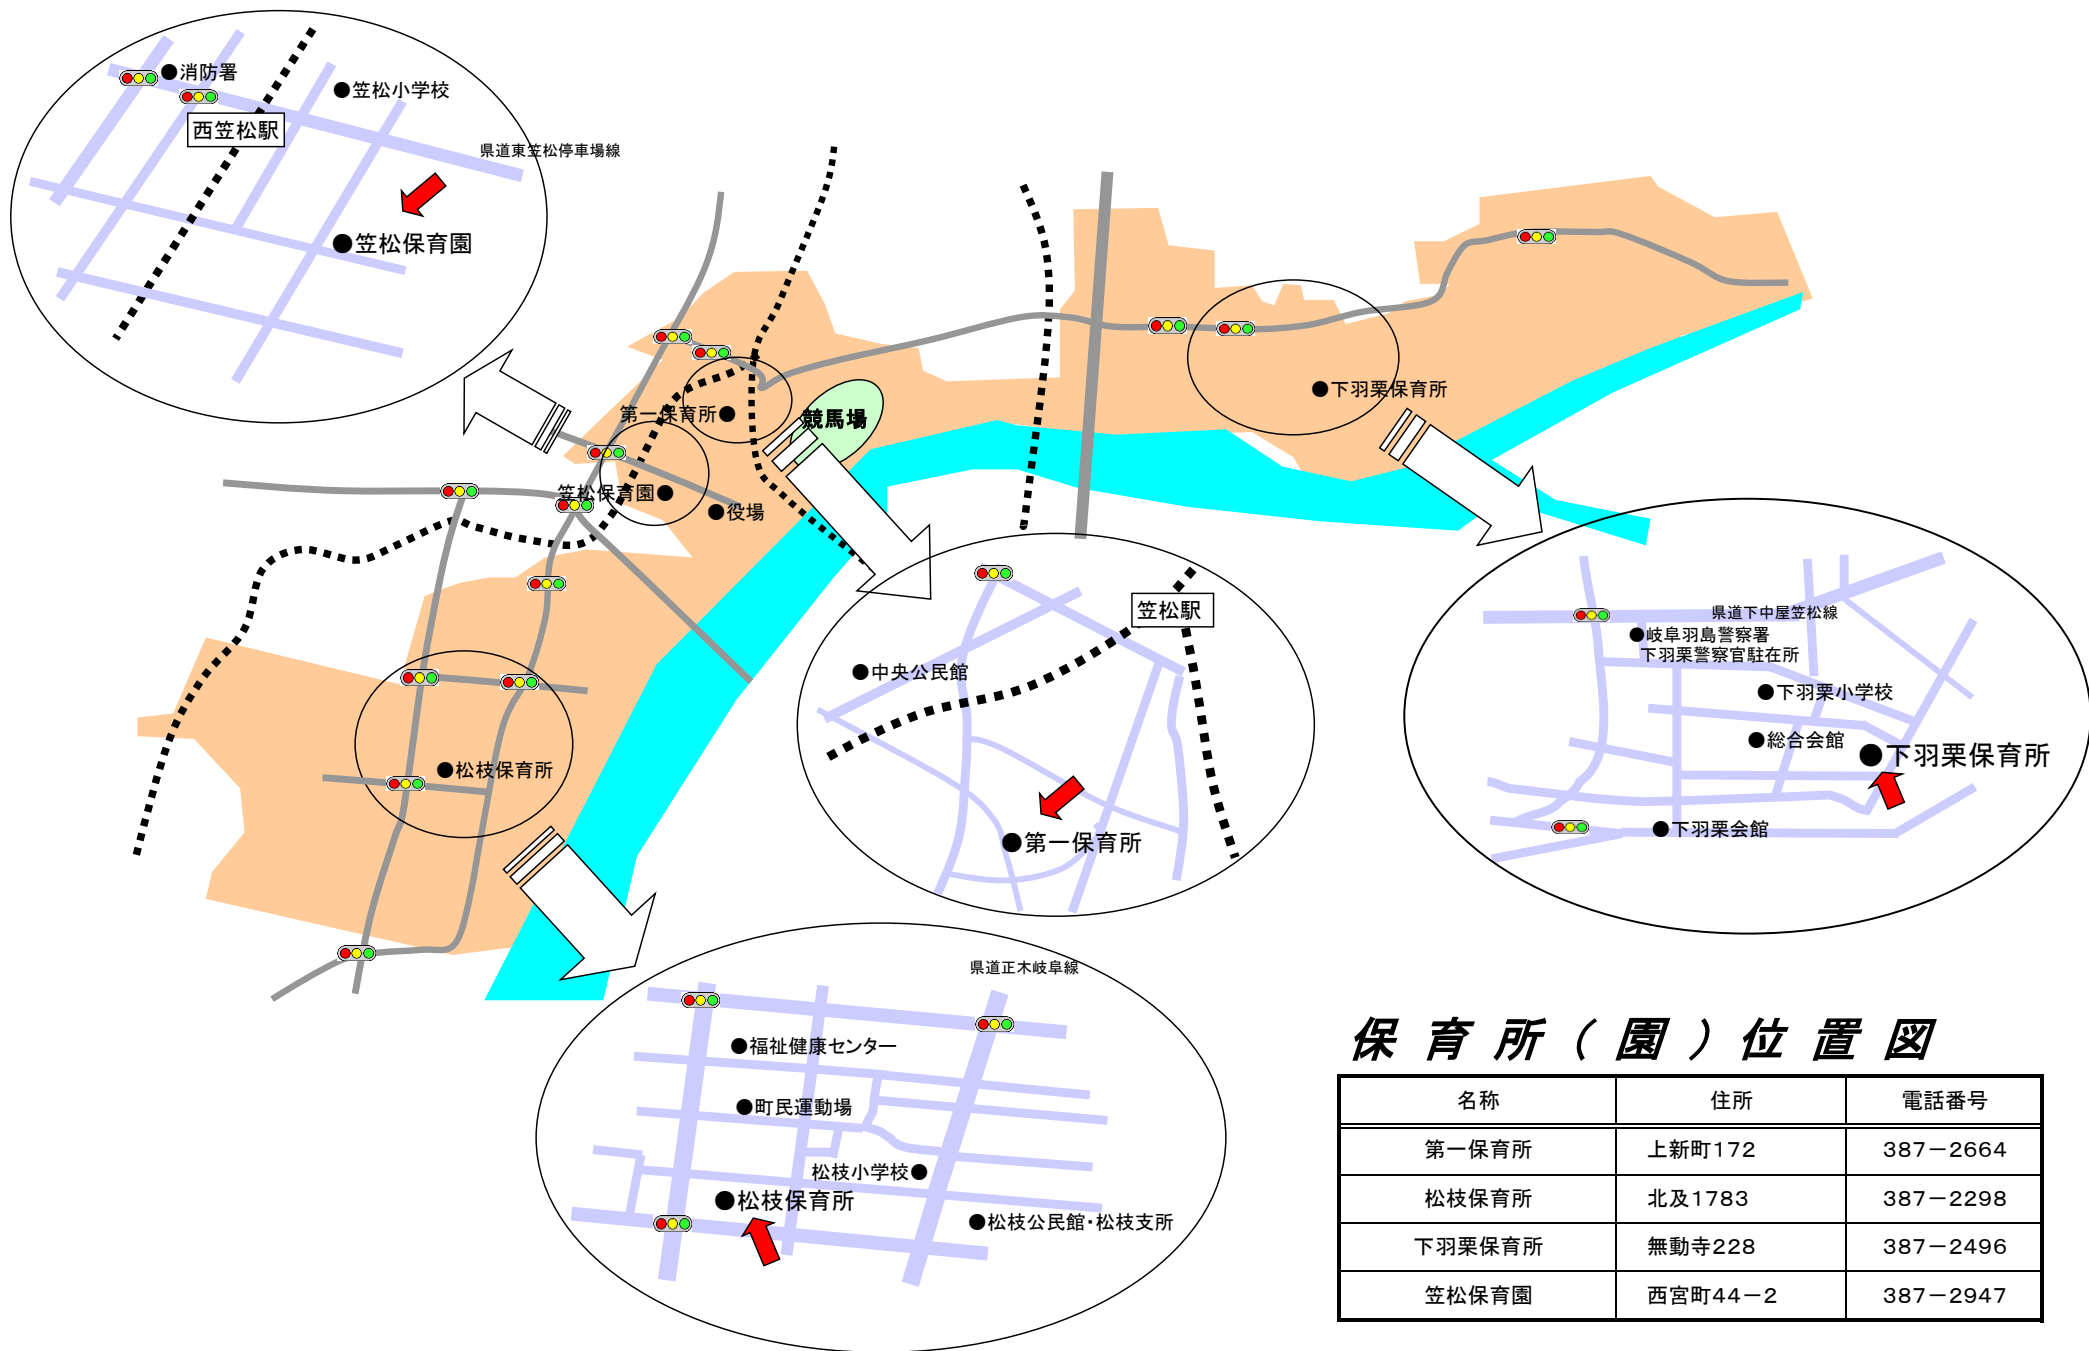 消防署
笠松小学校
西笠松駅
県道東笠松停車場線
笠松保育園
第一保育所
競馬場
下羽栗保育所
笠松保育園
役場
松枝保育所
笠松駅
中央公民館
第一保育所
県道下中屋笠松線
岐阜羽島警察署
下羽栗警察官駐在所
下羽栗小学校
総合会館
下羽栗保育所
下羽栗会館
県道正木岐阜線
福祉健康センター
町民運動場
松枝小学校
松枝保育所
松枝公民館・松枝支所
保育所（園）位置図
名称 住所 電話番号
第一保育所 上新町172 387－2664
松枝保育所 北及1783 387－2298
下羽栗保育所 無動寺228 387－2496
笠松保育園 西宮町44－2 387－2947